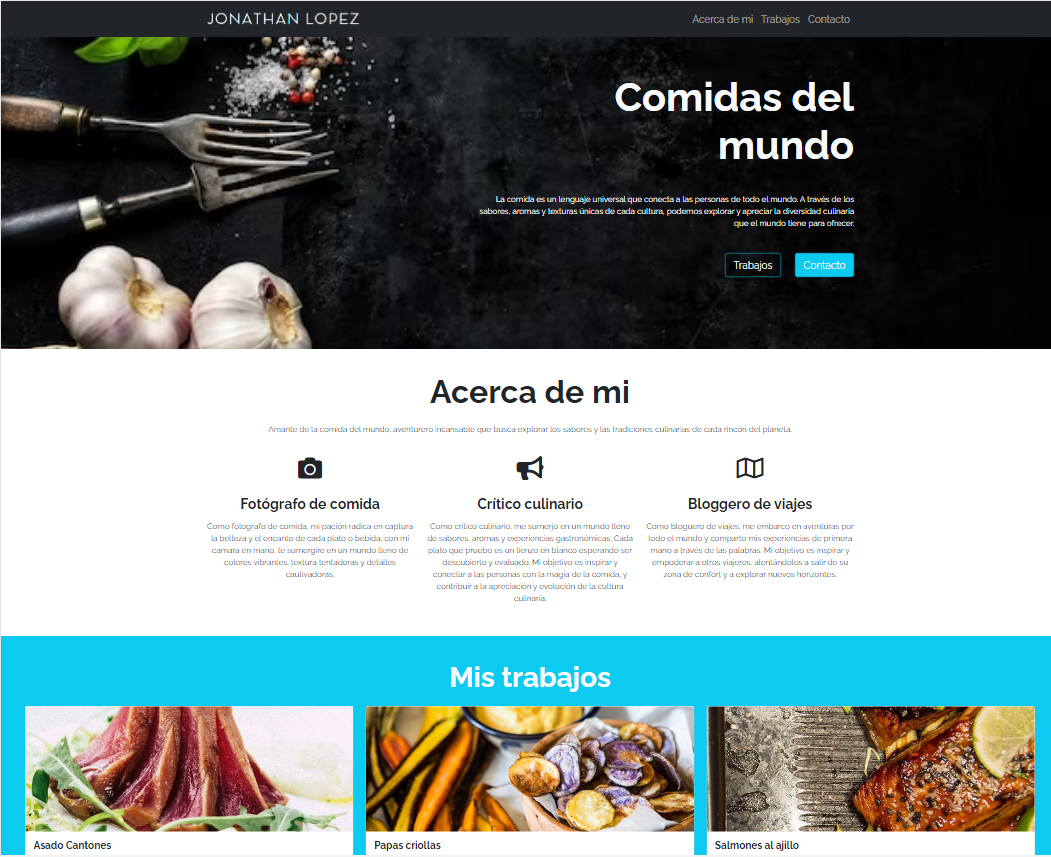 JONATHAN LOPEZ
Acerca de mi Trabajos Contacto
Comidas del
mundo
La comida es un lenguaje universal que conecta a las personas de todo el mundo. A través de los
sabores, aromas y texturas únicas de cada cultura, podemos explorar y apreciar la diversidad culinaria
que el mundo tiene para ofrecer.
Trabajos Contacto
Acerca de mi
Amante de la comida del mundo, aventurero incansable que busca explorar los sabores y las tradiciones culinarias de cada rincón del planeta.
Fotógrafo de comida
Como fotografo de comida, mi pación radica en captura
la belleza y el encanto de cada plato o bebida, con mi
camara en mano, te sumergire en un mundo lleno de
colores vibrantes, textura tentadoras y detalles
cautivadoras.
Crítico culinario
Como crítico culinario, me sumerjo en un mundo lleno
de sabores, aromas y experiencias gastronómicas. Cada
plato que pruebo es un lienzo en blanco esperando ser
descubierto y evaluado. Mi objetivo es inspirar y
conectar a las personas con la magia de la comida, y
contribuir a la apreciación y evolución de la cultura
culinaria.
Bloggero de viajes
Como bloguero de viajes, me embarco en aventuras por
todo el mundo y comparto mis experiencias de primera
mano a través de las palabras. Mi objetivo es inspirar y
empoderar a otros viajeros, alentándolos a salir de su
zona de confort y a explorar nuevos horizontes.
Mis trabajos
Asado Cantones
Papas criollas
Salmones al ajillo